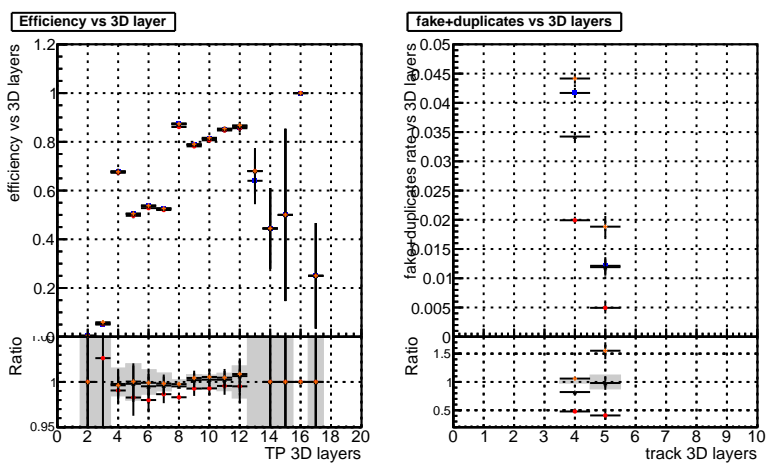 Efficiency vs 3D layer
efficiency vs 3D layers
1.2
1
0.8
0.6
0.4
0.2
0
Ratio
1
0.95
0 2 4 6 8 10 12 14 16 18 20
TP 3D layers
fake+duplicates vs 3D layers
fake+duplicates rate vs 3D layers
0.05
0.045
0.04
0.035
0.03
0.025
0.02
0.015
0.01
0.005
0
Ratio
1.5
1
0.5
0 1 2 3 4 5 6 7 8 9 10
track 3D layers